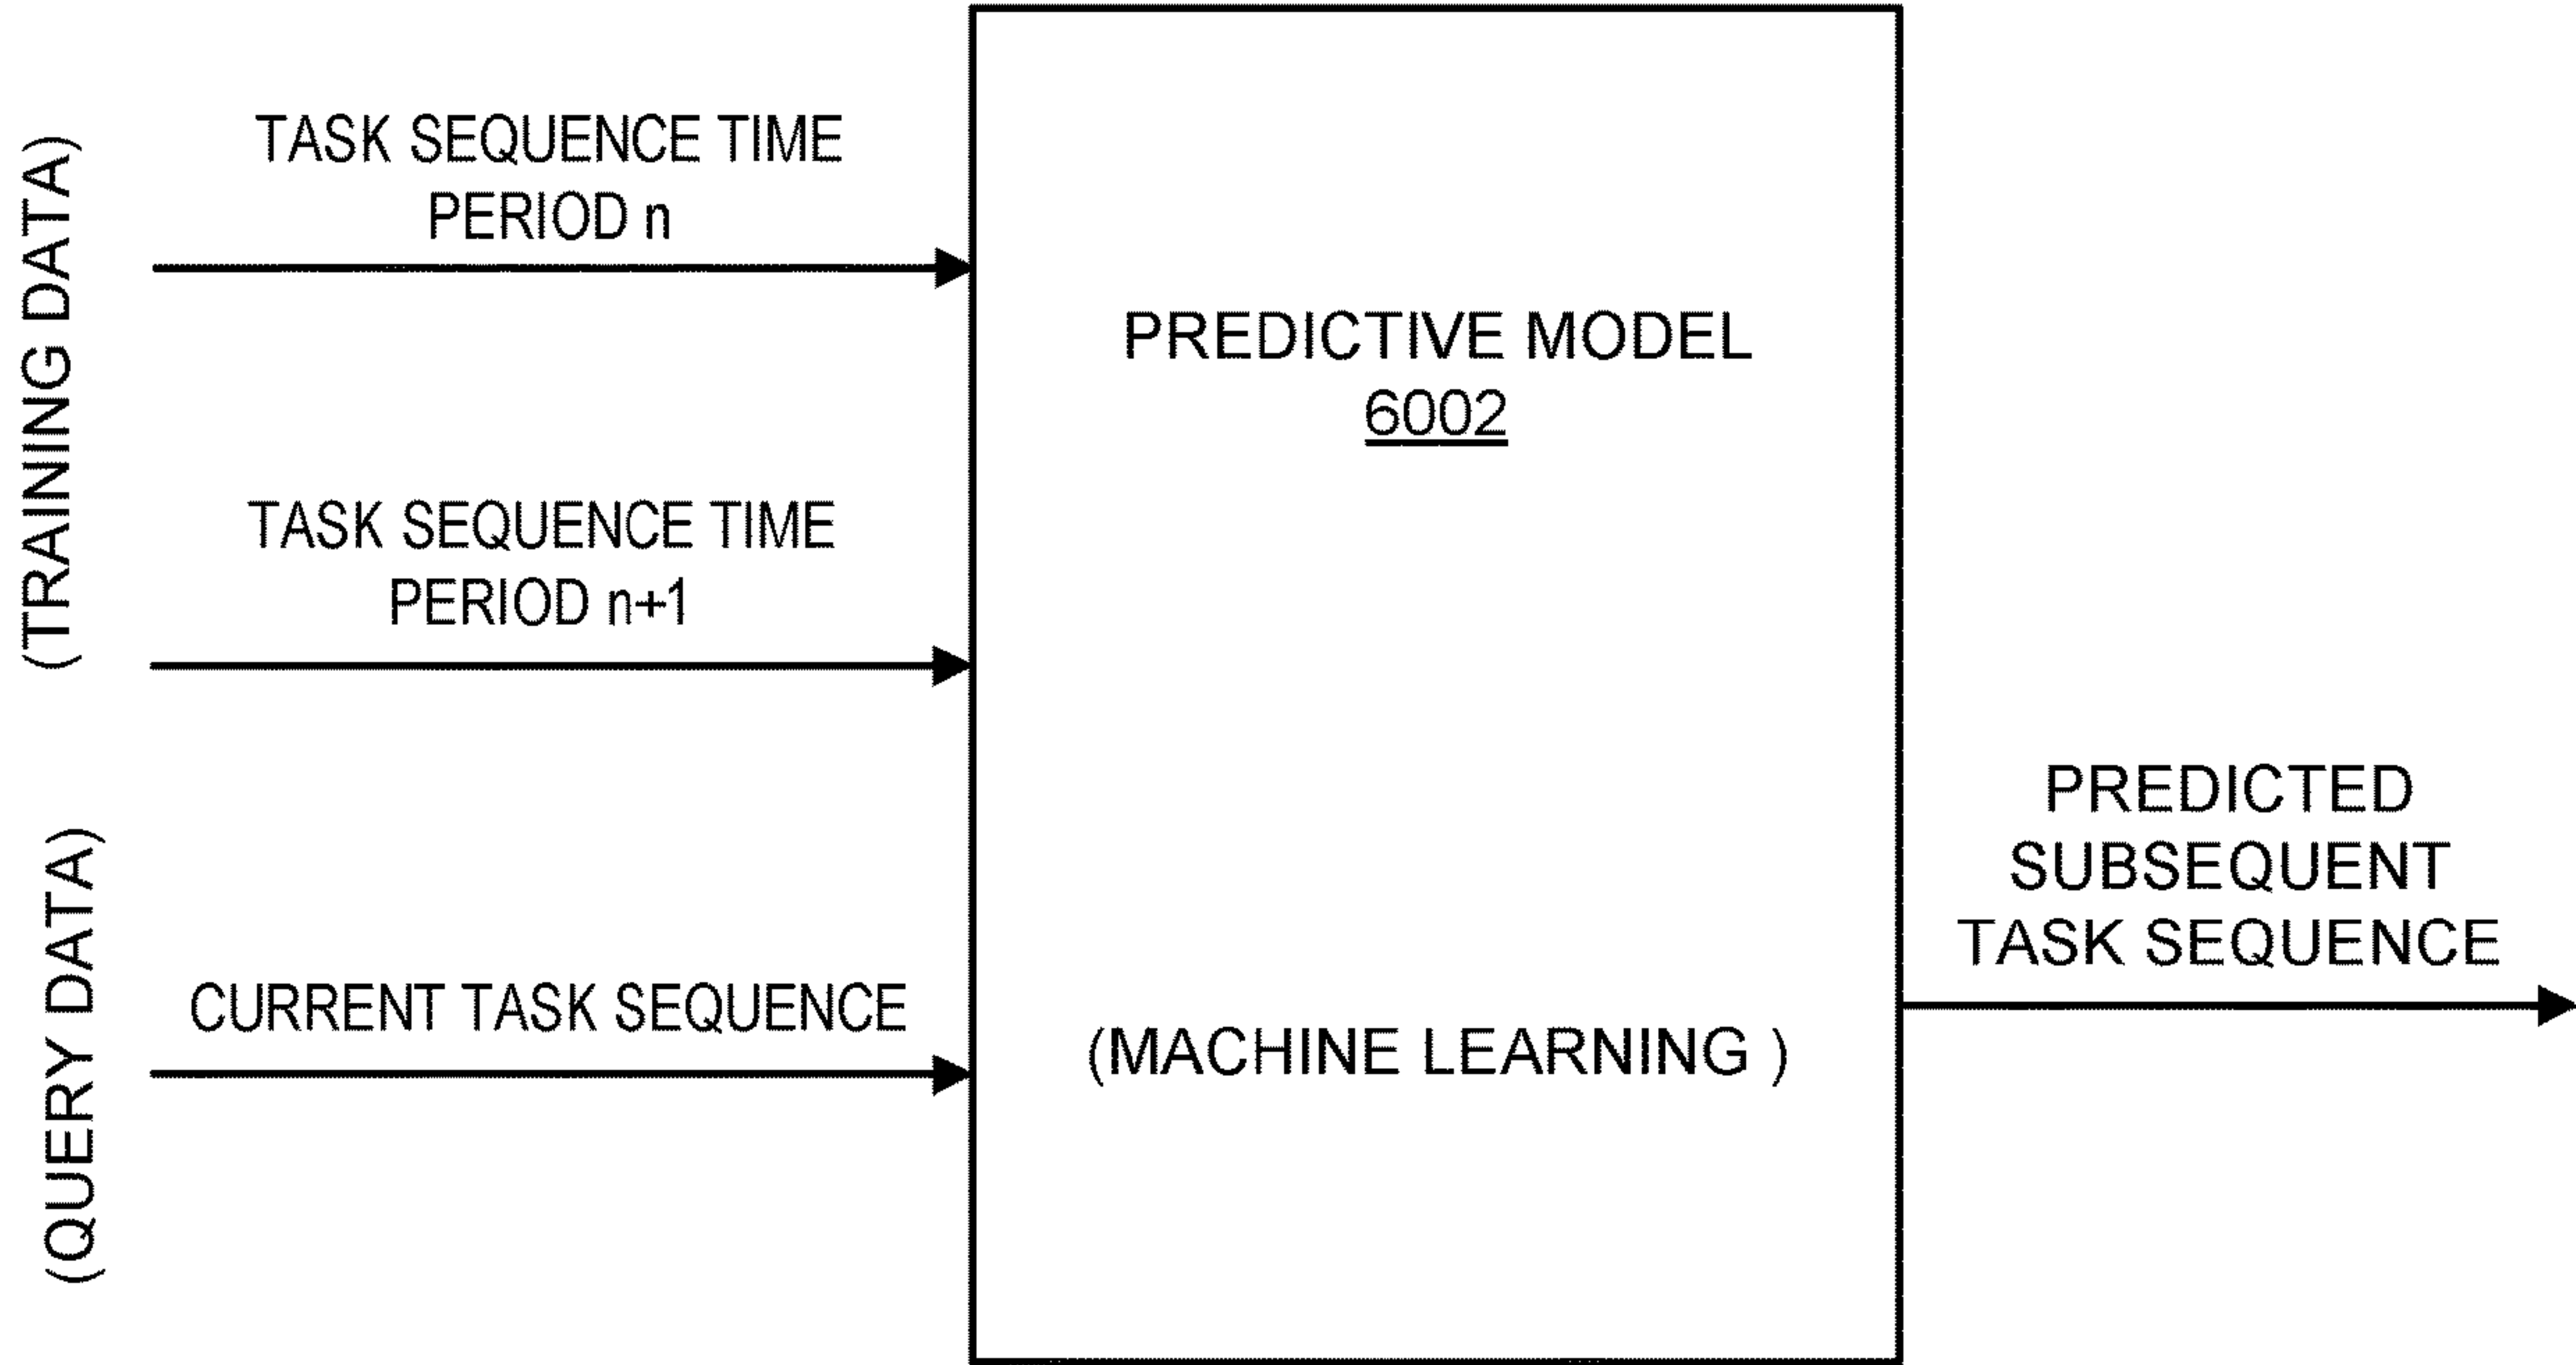 (TRAINING DATA)
TASK SEQUENCE TIME
PERIOD n
TASK SEQUENCE TIME
PERIOD n+1
(QUERY DATA)
CURRENT TASK SEQUENCE
PREDICTIVE MODEL
6002
(MACHINE LEARNING )
PREDICTED
SUBSEQUENT
TASK SEQUENCE